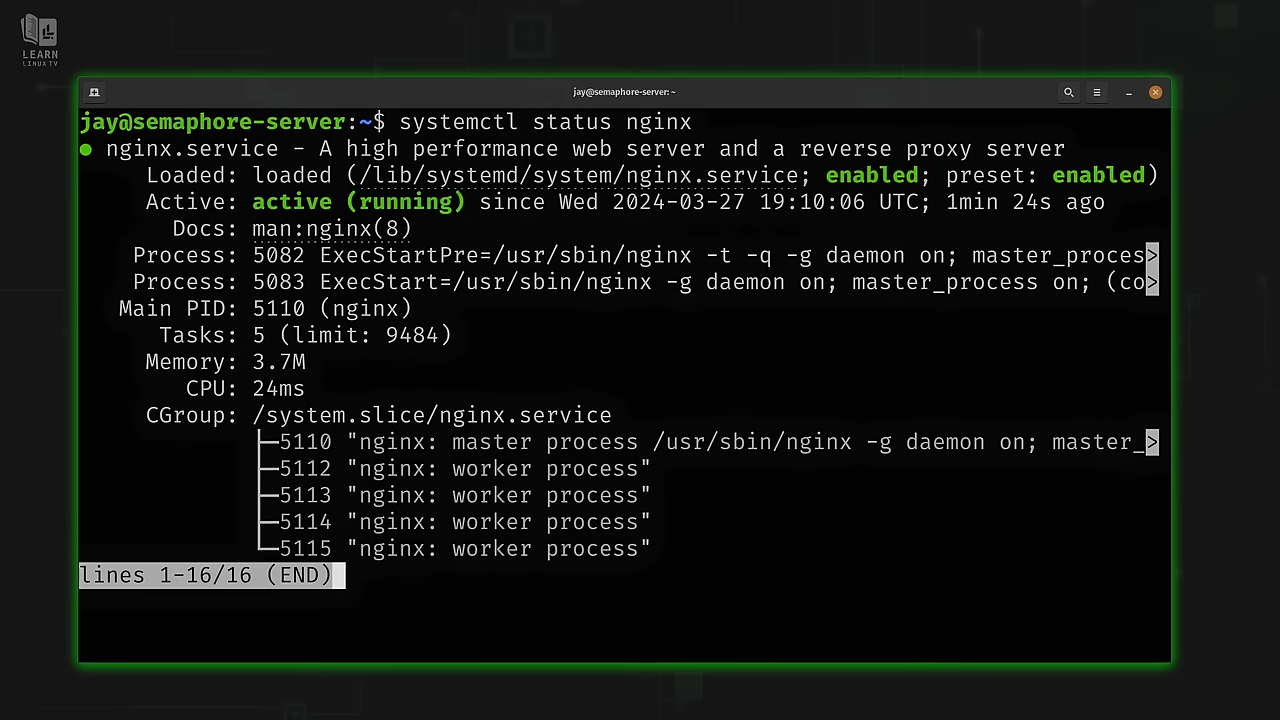 LEARN
LINUX TV
jay@semaphore-server: ~
jay@semaphore-server:~$ systemctl status nginx
● nginx.service - A high performance web server and a reverse proxy server
Loaded: loaded (/lib/systemd/system/nginx.service; enabled; preset: enabled)
Active: active (running) since Wed 2024-03-27 19:10:06 UTC; 1min 24s ago
Docs: man:nginx(8)
Process: 5082 ExecStartPre=/usr/sbin/nginx -t -q -g daemon on; master_proces>
Process: 5083 ExecStart=/usr/sbin/nginx -g daemon on; master_process on; (co>
Main PID: 5110 (nginx)
Tasks: 5 (limit: 9484)
Memory: 3.7M
CPU: 24ms
CGroup: /system.slice/nginx.service
├─5110 "nginx: master process /usr/sbin/nginx -g daemon on; master_>
├─5112 "nginx: worker process"
├─5113 "nginx: worker process"
├─5114 "nginx: worker process"
└─5115 "nginx: worker process"
lines 1-16/16 (END)